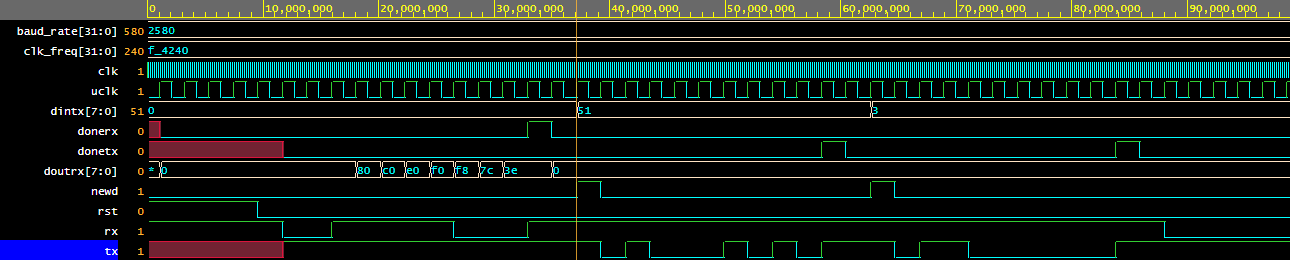 0 10,000,000 20,000,000 30,000,000 40,000,000 50,000,000 60,000,000 70,000,000 80,000,000 90,000,000
baud_rate[31:0] 580 2580
clk_freq[31:0] 240 f_4240
clk 1
uclk 1
dintx[7:0] 51 0 51 3
donerx 0
donetx 0
doutrx[7:0] 0 * 0 80 c0 e0 f0 f8 7c 3e 0
newd 1
rst 0
rx 1
tx 1